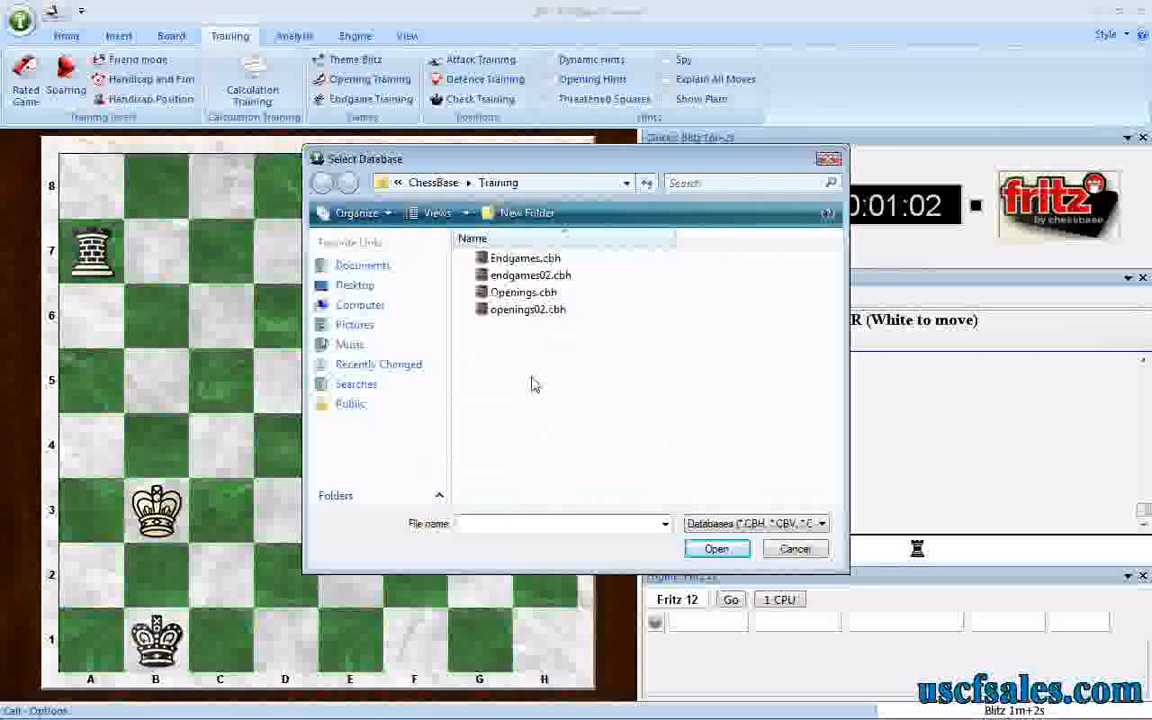 Home Insert Board Training Analysis Engine View Style
Friend mode Theme Blitz Attack Training Dynamic Hints Spy
Handicap and Fun Opening Training Defence Training Opening Hints Explain All Moves
Rated Game Sparring Calculation Training
Handicap Position Endgame Training Check Training Threatened Squares Show Plans
Training levels Calculation Training Games Positions Hints
Blitz 1m+2s
Select Database
« ChessBase Training Search
Organize Views New Folder
Favorite Links
Documents
Desktop
Computer
Pictures
Music
Recently Changed
Searches
Public
Folders
Name
Endgames.cbh
endgames02.cbh
Openings.cbh
openings02.cbh
File name
Databases (*.CBH, *.CBV, *.C
Open Cancel
0:01:02
fritz
by chessbase
R (White to move)
Fritz 12 Go 1 CPU
8
7
6
5
4
3
2
1
A B C D E F G H
uscfsales.com
Blitz 1m+2s